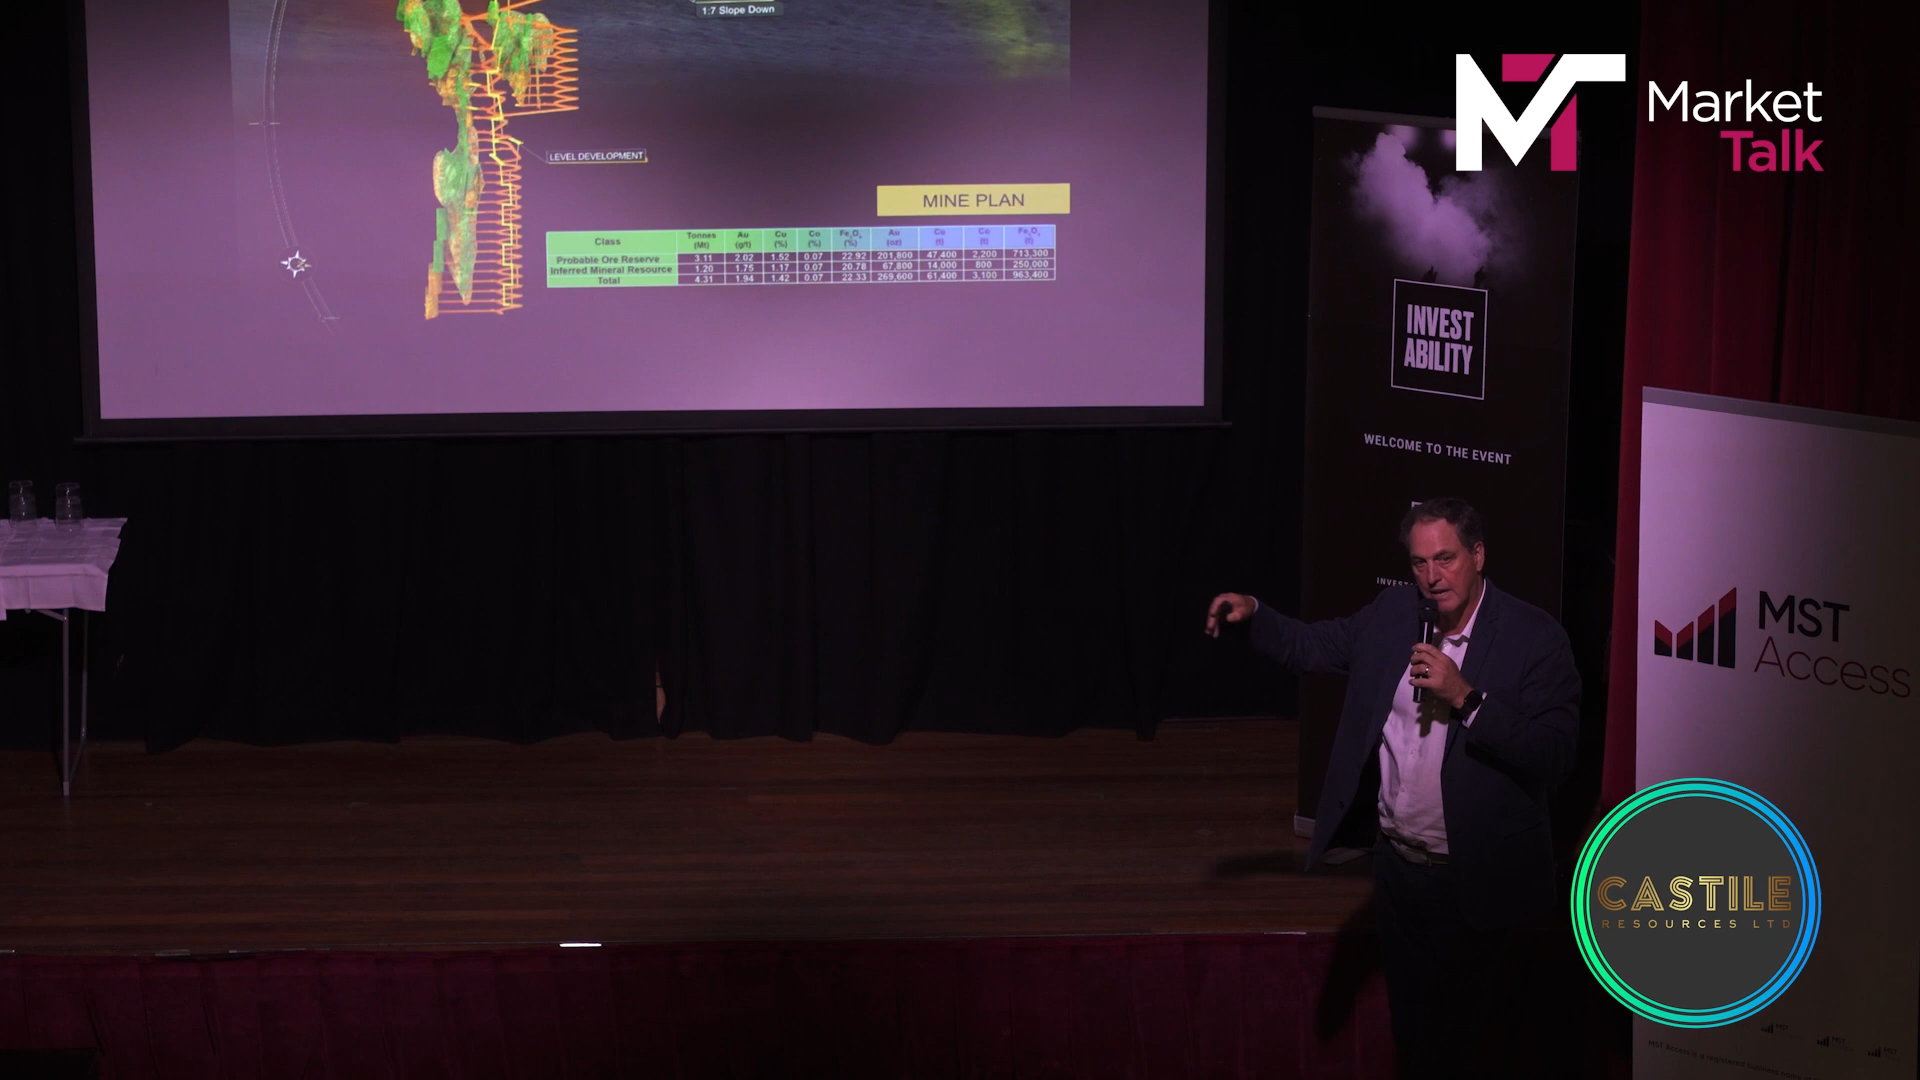 1:7 Slope Down
LEVEL DEVELOPMENT
MINE PLAN
Class Tonnes (Mt) Au (g/t) Cu (%) Co (%) Fe₃O₄ (%) Au (oz) Cu (t) Co (t) Fe₃O₄ (t)
Probable Ore Reserve 3.11 2.02 1.52 0.07 22.92 201,800 47,400 2,200 713,300
Inferred Mineral Resource 1.20 1.75 1.17 0.07 20.78 67,800 14,000 800 250,000
Total 4.31 1.94 1.42 0.07 22.33 269,600 61,400 3,100 963,400
Market
Talk
INVEST
ABILITY
WELCOME TO THE EVENT
MST
Access
CASTILE
RESOURCES LTD